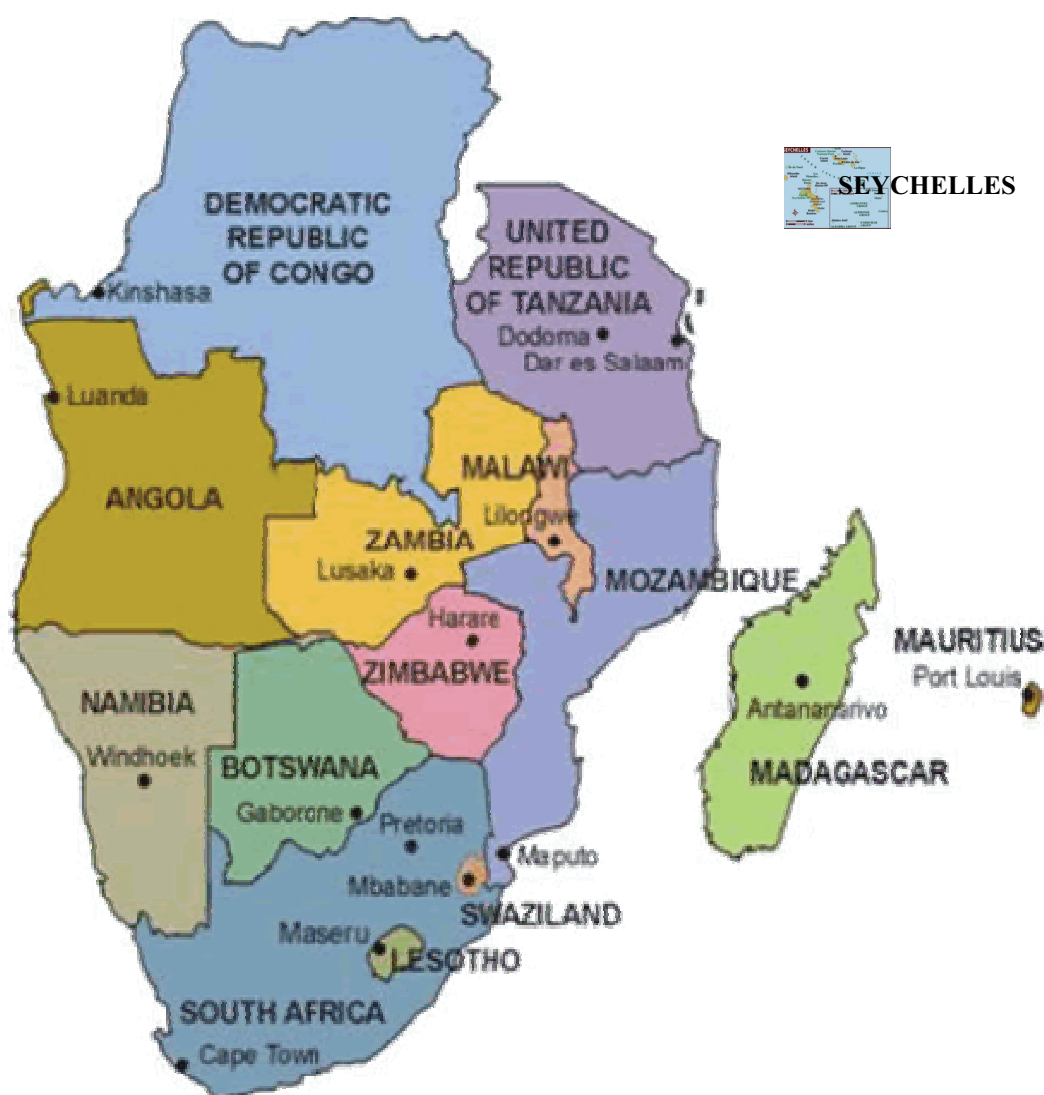 SEYCHELLES
SEYCHELLES
DEMOCRATIC
REPUBLIC
OF CONGO
Kinshasa
UNITED
REPUBLIC
OF TANZANIA
Dodoma
Dar es Salaam
Luanda
ANGOLA
MALAWI
Lilongwe
ZAMBIA
Lusaka
MOZAMBIQUE
Harare
ZIMBABWE
MAURITIUS
Port Louis
NAMIBIA
Antananarivo
Windhoek
BOTSWANA
MADAGASCAR
Gaborone
Pretoria
Maputo
Mbabane
SWAZILAND
Maseru
LESOTHO
SOUTH AFRICA
Cape Town